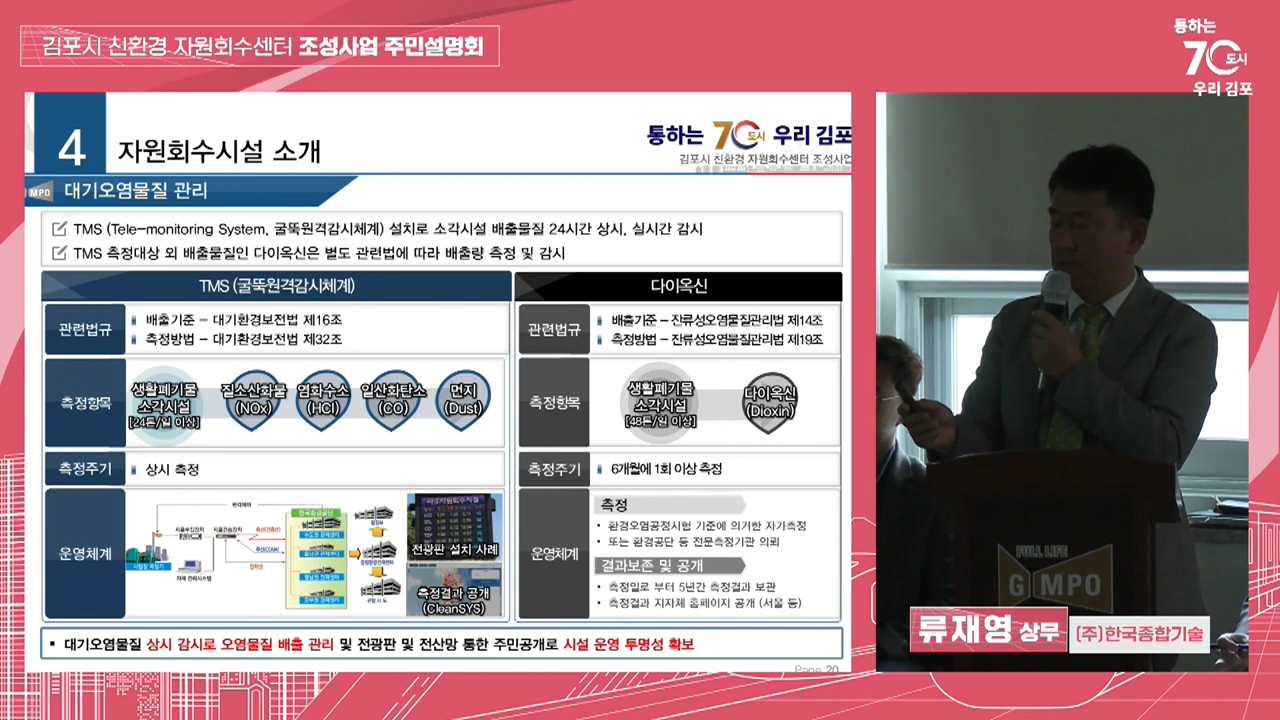 김포시 친환경 자원회수센터 조성사업 주민설명회
통하는
70도시
우리 김포
4 자원회수시설 소개
통하는 70도시 우리 김포
김포시 친환경 자원회수센터 조성사업
MPO 대기오염물질 관리
TMS (Tele-monitoring System, 굴뚝원격감시체계) 설치로 소각시설 배출물질 24시간 상시, 실시간 감시
TMS 측정대상 외 배출물질인 다이옥신은 별도 관련법에 따라 배출량 측정 및 감시
TMS (굴뚝원격감시체계)
관련법규
배출기준 - 대기환경보전법 제16조
측정방법 - 대기환경보전법 제32조
측정항목
생활폐기물
소각시설
[24톤/일 이상]
질소산화물
(NOx)
염화수소
(HCl)
일산화탄소
(CO)
먼지
(Dust)
측정주기
상시 측정
운영체계
한국환경공단
전광판 설치 사례
측정결과 공개
(CleanSYS)
다이옥신
관련법규
배출기준 - 잔류성오염물질관리법 제14조
측정방법 - 잔류성오염물질관리법 제19조
측정항목
생활폐기물
소각시설
[48톤/일 이상]
다이옥신
(Dioxin)
측정주기
6개월에 1회 이상 측정
운영체계
측정
• 환경오염공정시험 기준에 의거한 자가측정
• 또는 환경공단 등 전문측정기관 의뢰
결과보존 및 공개
• 측정일로 부터 5년간 측정결과 보관
• 측정결과 지자체 홈페이지 공개 (서울 등)
▪ 대기오염물질 상시 감시로 오염물질 배출 관리 및 전광판 및 전산망 통한 주민공개로 시설 운영 투명성 확보
Page 20
FULL LIFE
GIMPO
류재영 상무
(주)한국종합기술